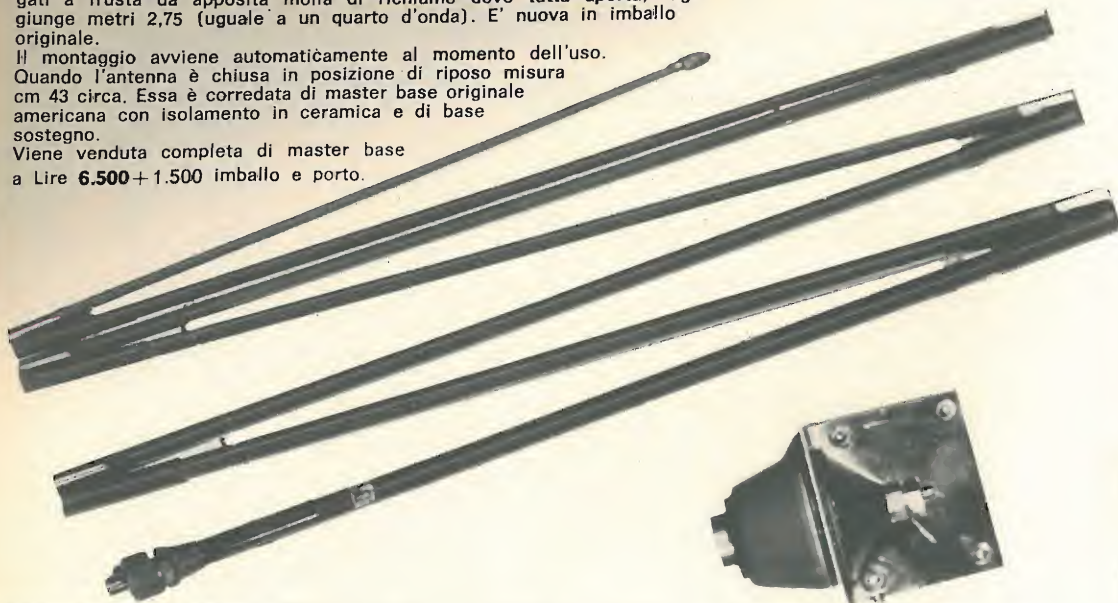 giunge metri 2,75 (uguale a un quarto d'onda). E' nuova in imballo
originale.
Il montaggio avviene automaticamente al momento dell'uso.
Quando l'antenna è chiusa in posizione di riposo misura
cm 43 circa. Essa è corredata di master base originale
americana con isolamento in ceramica e di base
sostegno.
Viene venduta completa di master base
a Lire 6.500+1.500 imballo e porto.